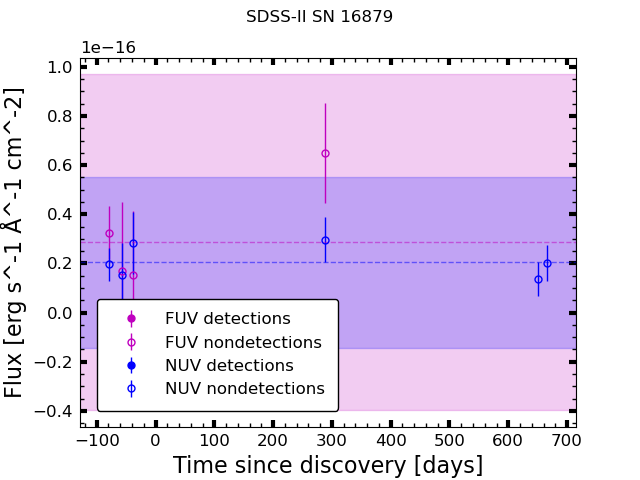 SDSS-II SN 16879
1e−16
1.0
0.8
0.6
0.4
0.2
0.0
−0.2
−0.4
Flux [erg s^-1 Å^-1 cm^-2]
FUV detections
FUV nondetections
NUV detections
NUV nondetections
−100 0 100 200 300 400 500 600 700
Time since discovery [days]